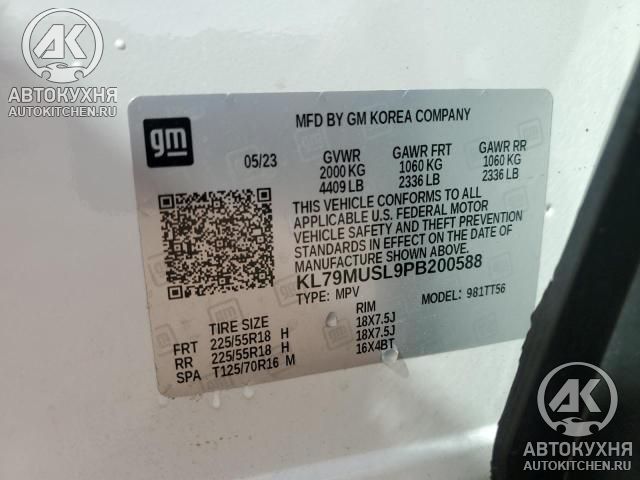 AK
АВТОКУХНЯ
AUTOKITCHEN.RU
gm
MFD BY GM KOREA COMPANY
05/23
GVWR GAWR FRT GAWR RR
2000 KG 1060 KG 1060 KG
4409 LB 2336 LB 2336 LB
THIS VEHICLE CONFORMS TO ALL
APPLICABLE U.S. FEDERAL MOTOR
VEHICLE SAFETY AND THEFT PREVENTION
STANDARDS IN EFFECT ON THE DATE OF
MANUFACTURE SHOWN ABOVE.
KL79MUSL9PB200588
TYPE: MPV MODEL: 981TT56
TIRE SIZE RIM
FRT 225/55R18 H 18X7.5J
RR 225/55R18 H 18X7.5J
SPA T125/70R16 M 16X4BT
AK
АВТОКУХНЯ
AUTOKITCHEN.RU